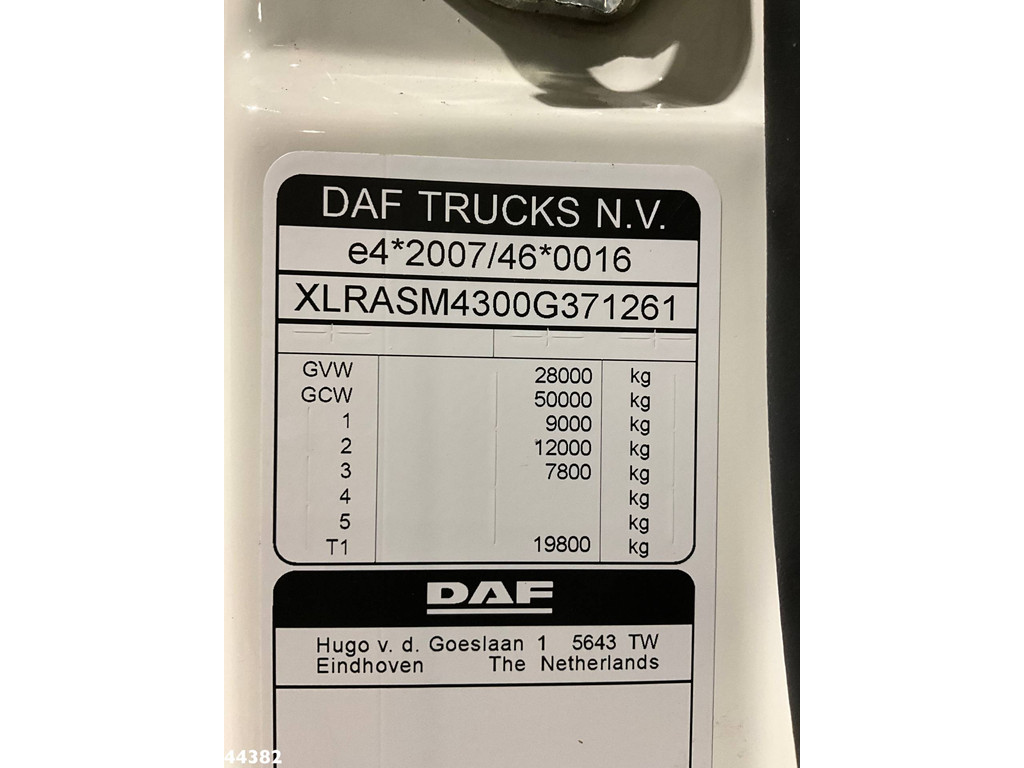 DAF TRUCKS N.V.
e4*2007/46*0016
XLRASM4300G371261
GVW 28000 kg
GCW 50000 kg
1 9000 kg
2 12000 kg
3 7800 kg
4 kg
5 kg
T1 19800 kg
DAF
Hugo v. d. Goeslaan 1 5643 TW
Eindhoven The Netherlands
44382